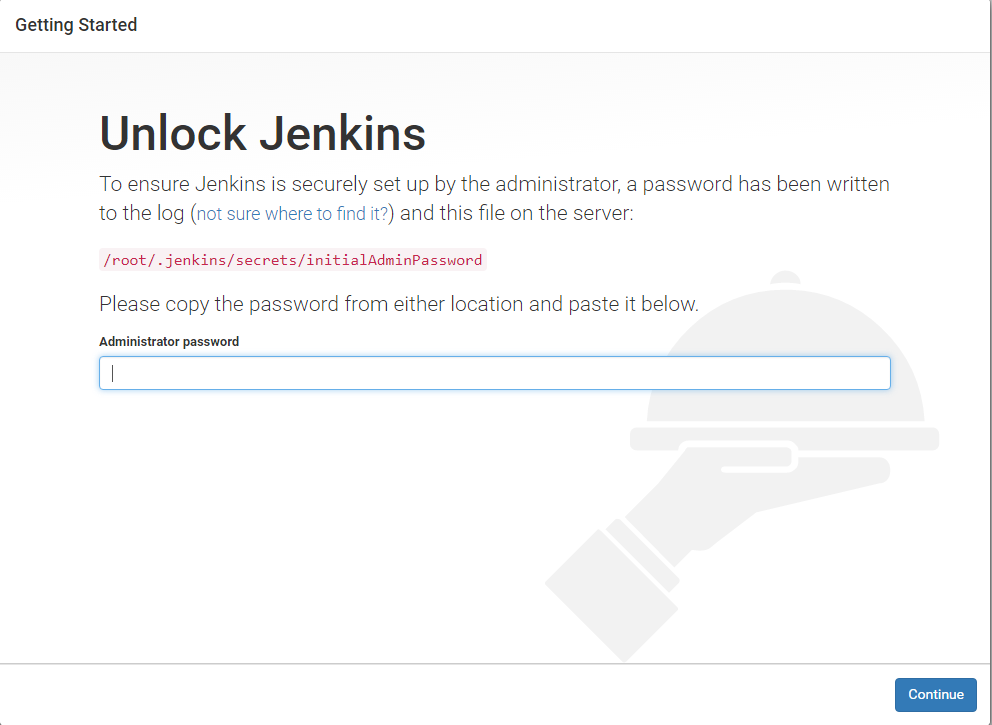 Getting Started
Unlock Jenkins
To ensure Jenkins is securely set up by the administrator, a password has been written
to the log (not sure where to find it?) and this file on the server:
/root/.jenkins/secrets/initialAdminPassword
Please copy the password from either location and paste it below.
Administrator password
Continue